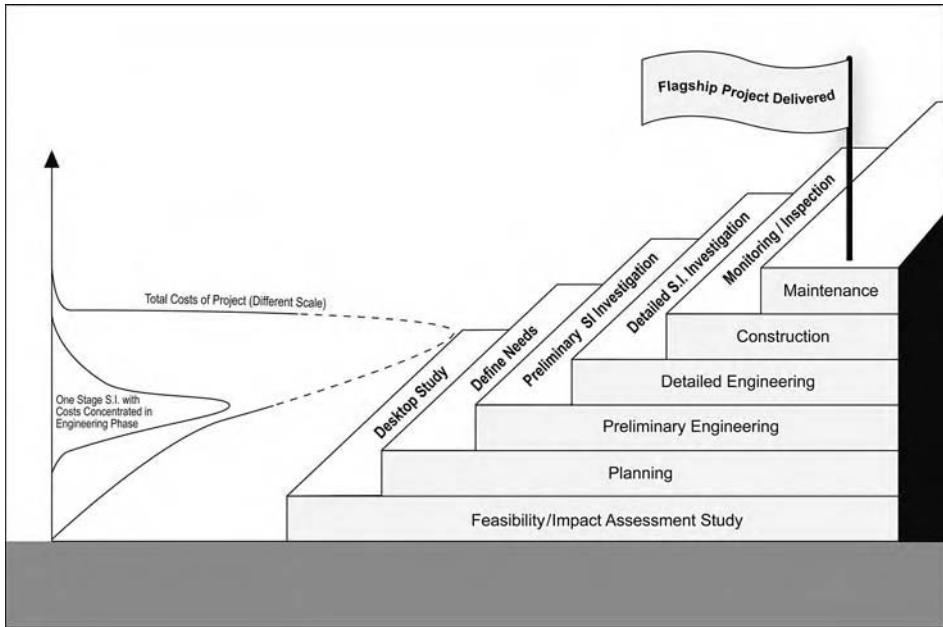 Flagship Project Delivered
Total Costs of Project (Different Scale)
One Stage S.I. with
Costs Concentrated in
Engineering Phase
Desktop Study
Define Needs
Preliminary SI Investigation
Detailed S.I. Investigation
Monitoring / Inspection
Maintenance
Construction
Detailed Engineering
Preliminary Engineering
Planning
Feasibility/Impact Assessment Study